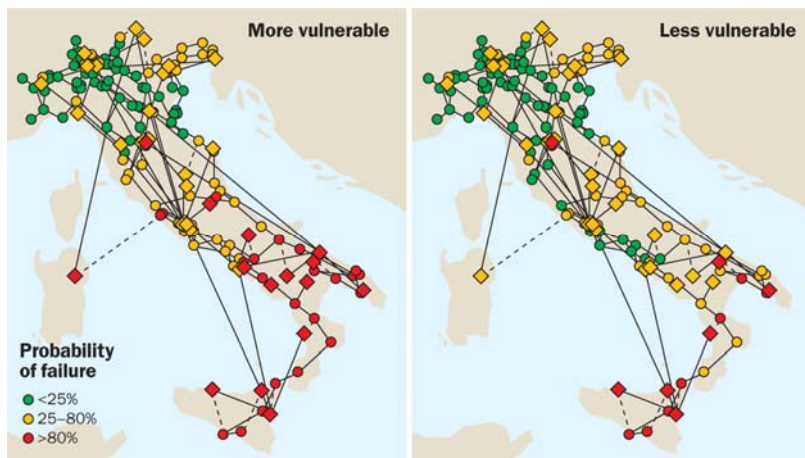 More vulnerable
Less vulnerable
Probability
of failure
<25%
25–80%
>80%